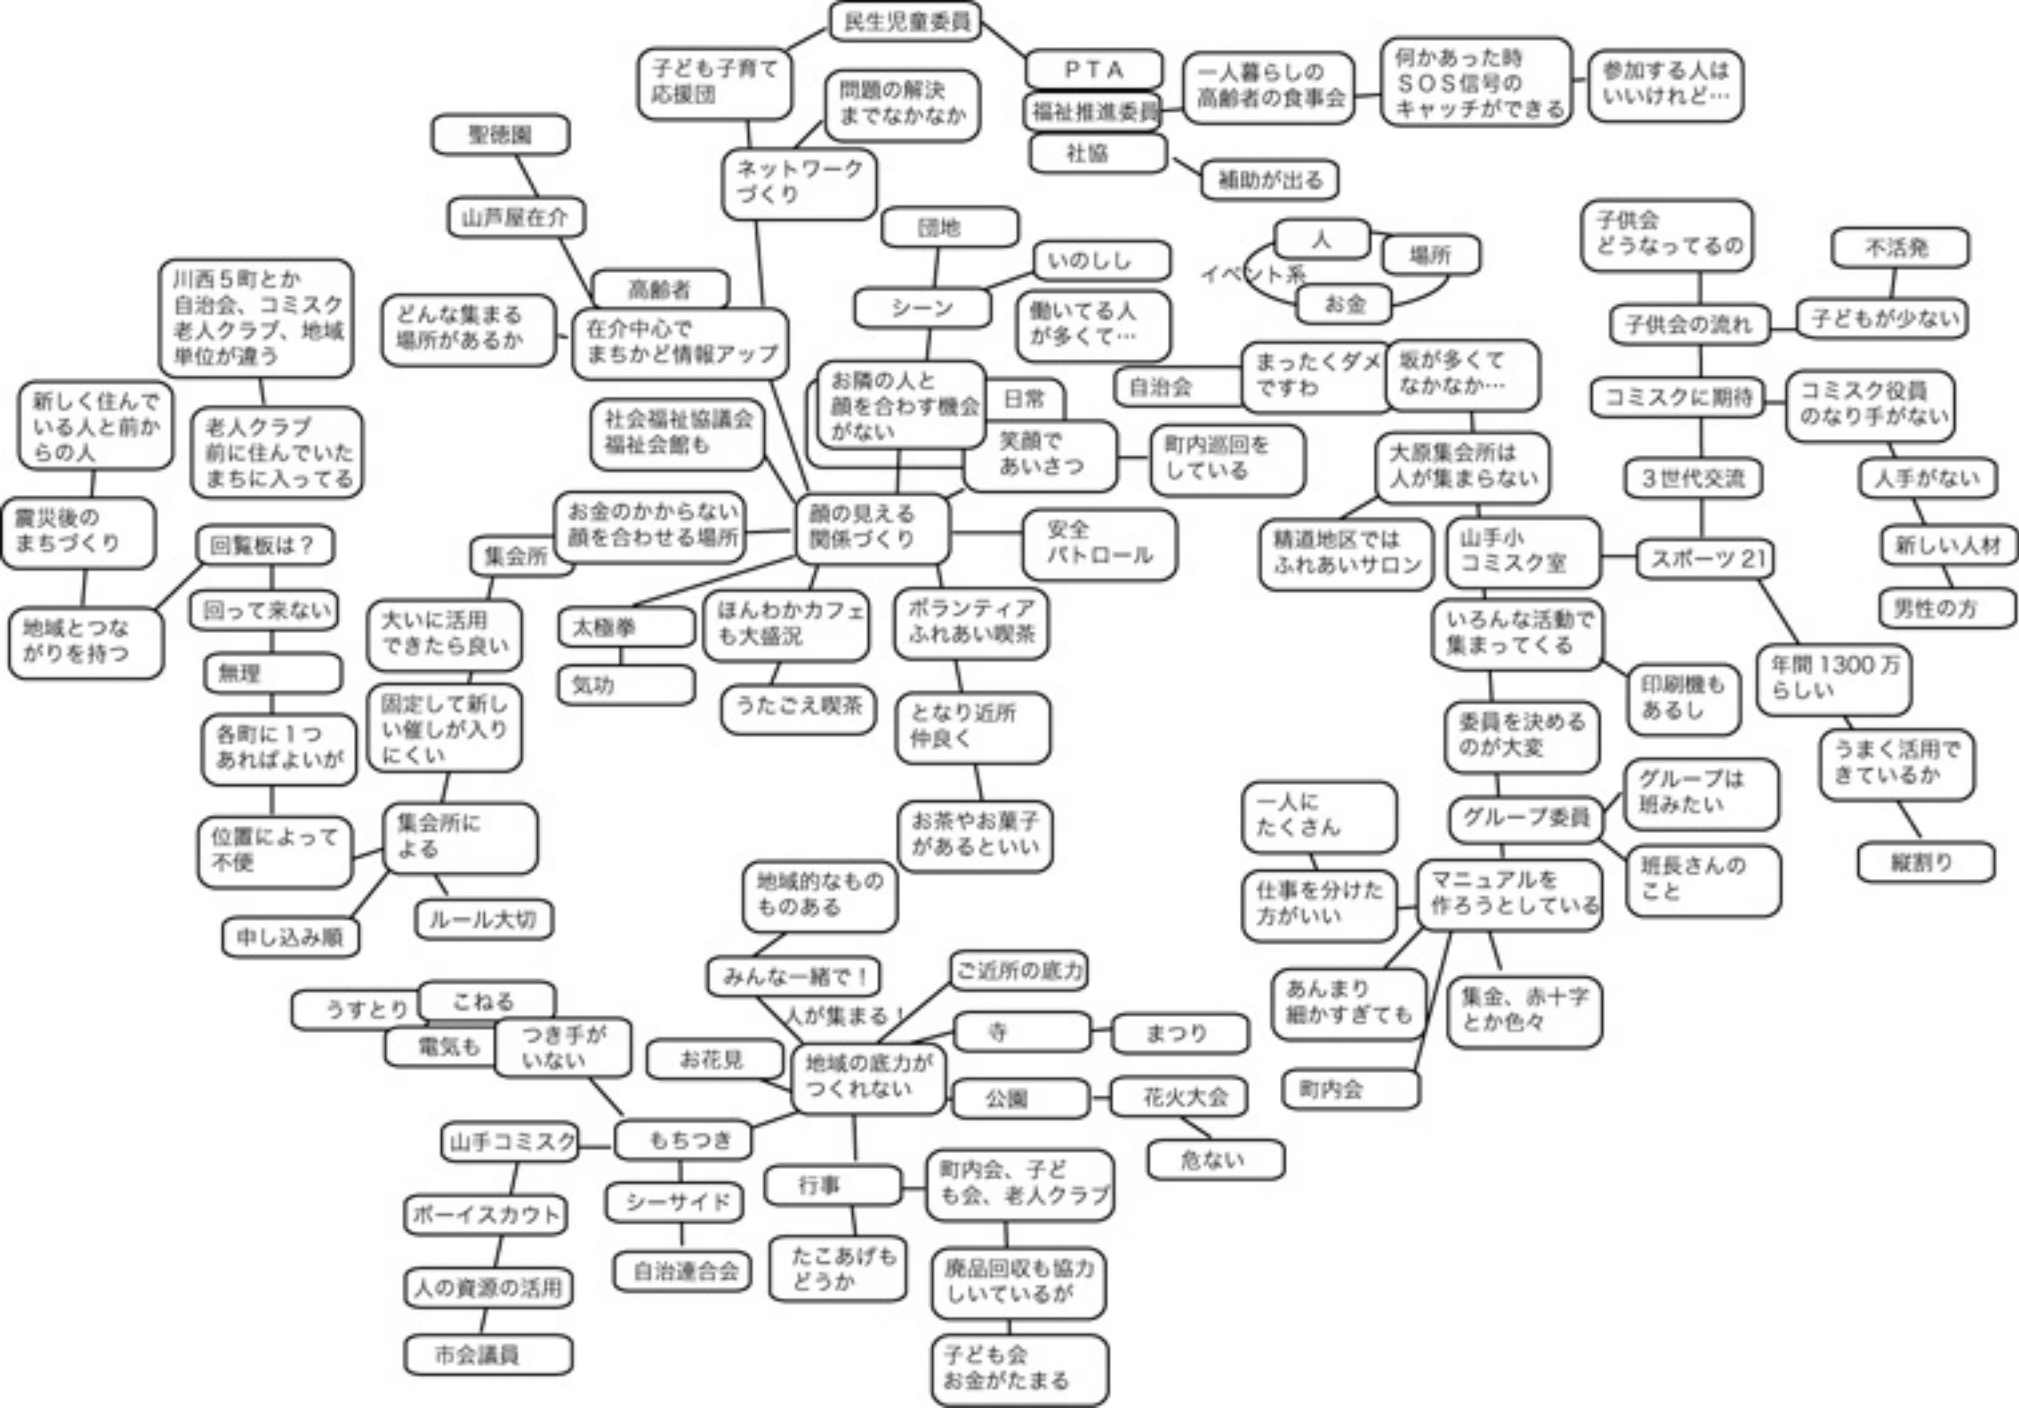 民生児童委員
子ども子育て
応援団
問題の解決
までなかなか
ＰＴＡ
福祉推進委員
社協
補助が出る
一人暮らしの
高齢者の食事会
何かあった時
ＳＯＳ信号の
キャッチができる
参加する人は
いいけれど…
聖徳園
山芦屋在介
ネットワーク
づくり
高齢者
在介中心で
まちかど情報アップ
どんな集まる
場所があるか
団地
いのしし
シーン
働いてる人
が多くて…
人
場所
イベント系
お金
子供会
どうなってるの
不活発
子供会の流れ
子どもが少ない
川西５町とか
自治会、コミスク
老人クラブ、地域
単位が違う
老人クラブ
前に住んでいた
まちに入ってる
新しく住んで
いる人と前か
らの人
震災後の
まちづくり
地域とつな
がりを持つ
回覧板は？
回って来ない
無理
各町に１つ
あればよいが
位置によって
不便
社会福祉協議会
福祉会館も
お隣の人と
顔を合わす機会
がない
日常
笑顔で
あいさつ
町内巡回を
している
自治会
まったくダメ
ですわ
坂が多くて
なかなか…
大原集会所は
人が集まらない
精道地区では
ふれあいサロン
コミスクに期待
コミスク役員
のなり手がない
３世代交流
人手がない
新しい人材
男性の方
スポーツ 21
山手小
コミスク室
お金のかからない
顔を合わせる場所
集会所
顔の見える
関係づくり
安全
パトロール
大いに活用
できたら良い
固定して新し
い催しが入り
にくい
集会所に
よる
ルール大切
申し込み順
太極拳
気功
ほんわかカフェ
も大盛況
うたごえ喫茶
ボランティア
ふれあい喫茶
となり近所
仲良く
お茶やお菓子
があるといい
いろんな活動で
集まってくる
印刷機も
あるし
年間 1300 万
らしい
うまく活用で
きているか
縦割り
委員を決める
のが大変
グループ委員
グループは
班みたい
班長さんの
こと
一人に
たくさん
仕事を分けた
方がいい
マニュアルを
作ろうとしている
あんまり
細かすぎても
集金、赤十字
とか色々
町内会
地域的なもの
ものある
みんな一緒で！
人が集まる！
ご近所の底力
寺
まつり
地域の底力が
つくれない
お花見
公園
花火大会
危ない
うすとり
こねる
電気も
つき手が
いない
山手コミスク
もちつき
ボーイスカウト
人の資源の活用
市会議員
シーサイド
自治連合会
行事
たこあげも
どうか
町内会、子ど
も会、老人クラブ
廃品回収も協力
しいているが
子ども会
お金がたまる